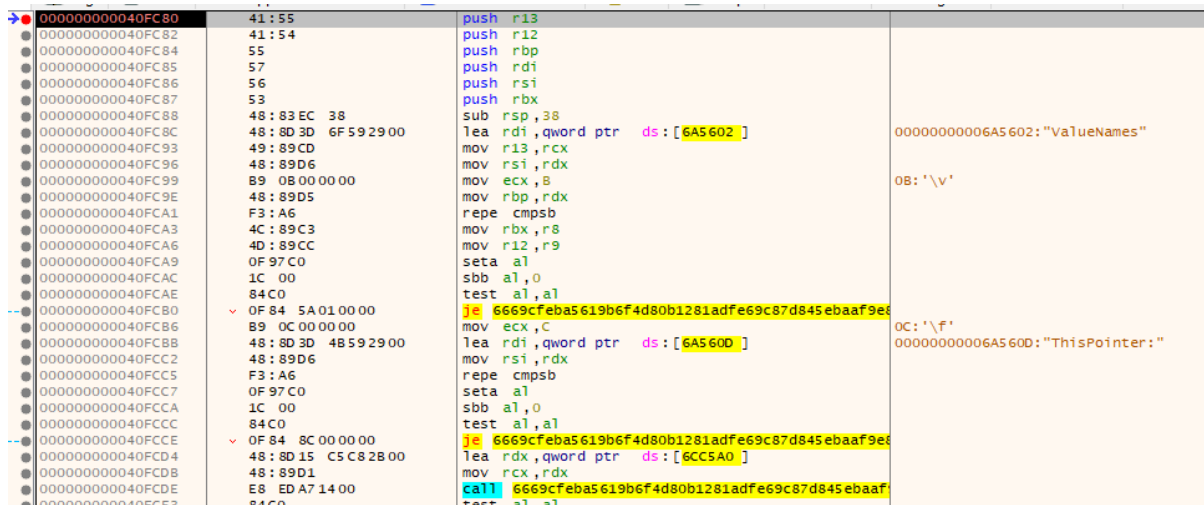 000000000040FC80 41:55 push r13
000000000040FC82 41:54 push r12
000000000040FC84 55 push rbp
000000000040FC85 57 push rdi
000000000040FC86 56 push rsi
000000000040FC87 53 push rbx
000000000040FC88 48:83EC 38 sub rsp,38
000000000040FC8C 48:8D3D 6F592900 lea rdi,qword ptr ds:[6A5602] 00000000006A5602:"ValueNames"
000000000040FC93 49:89CD mov r13,rcx
000000000040FC96 48:89D6 mov rsi,rdx
000000000040FC99 B9 0B000000 mov ecx,B 0B:'\v'
000000000040FC9E 48:89D5 mov rbp,rdx
000000000040FCA1 F3:A6 repe cmpsb
000000000040FCA3 4C:89C3 mov rbx,r8
000000000040FCA6 4D:89CC mov r12,r9
000000000040FCA9 0F97C0 seta al
000000000040FCAC 1C 00 sbb al,0
000000000040FCAE 84C0 test al,al
000000000040FCB0 0F84 5A010000 je 6669cfeba5619b6f4d80b1281adfe69c87d845ebaaf9e8
000000000040FCB6 B9 0C000000 mov ecx,C 0C:'\f'
000000000040FCBB 48:8D3D 4B592900 lea rdi,qword ptr ds:[6A560D] 00000000006A560D:"ThisPointer:"
000000000040FCC2 48:89D6 mov rsi,rdx
000000000040FCC5 F3:A6 repe cmpsb
000000000040FCC7 0F97C0 seta al
000000000040FCCA 1C 00 sbb al,0
000000000040FCCC 84C0 test al,al
000000000040FCCE 0F84 8C000000 je 6669cfeba5619b6f4d80b1281adfe69c87d845ebaaf9e8
000000000040FCD4 48:8D15 C5C82B00 lea rdx,qword ptr ds:[6CC5A0]
000000000040FCDB 48:89D1 mov rcx,rdx
000000000040FCDE E8 EDA71400 call 6669cfeba5619b6f4d80b1281adfe69c87d845ebaaf